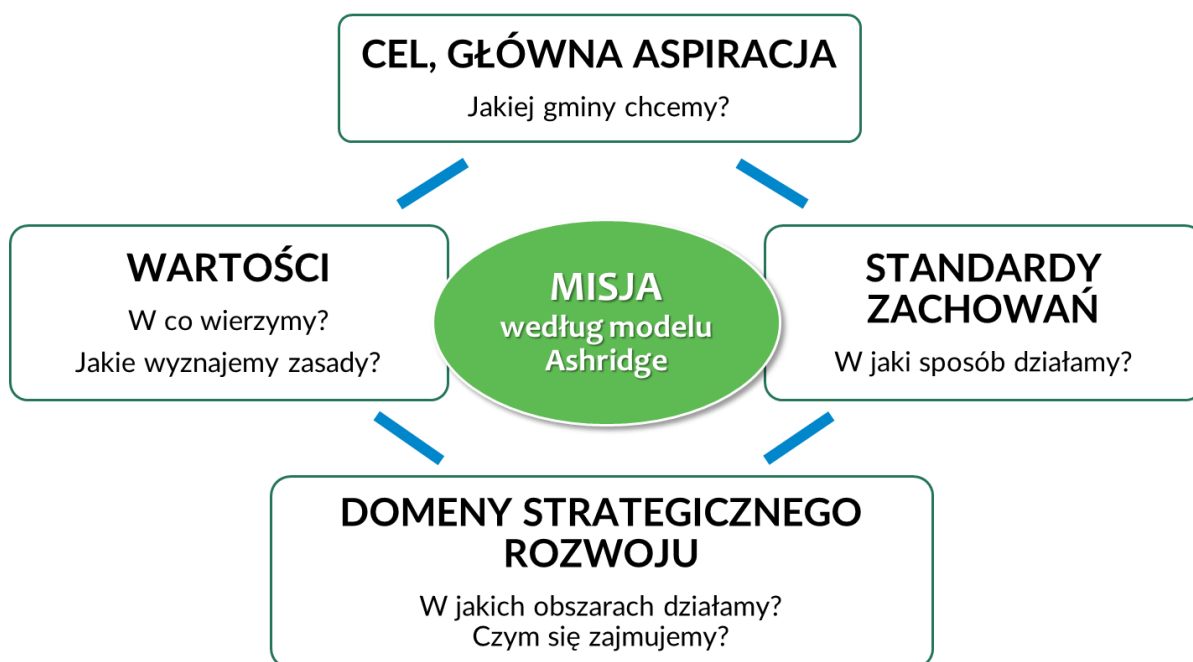 CEL, GŁÓWNA ASPIRACJA
Jakiej gminy chcemy?
WARTOŚCI
W co wierzymy?
Jakie wyznajemy zasady?
MISJA
według modelu
Ashridge
STANDARDY
ZACHOWAŃ
W jaki sposób działamy?
DOMENY STRATEGICZNEGO
ROZWOJU
W jakich obszarach działamy?
Czym się zajmujemy?